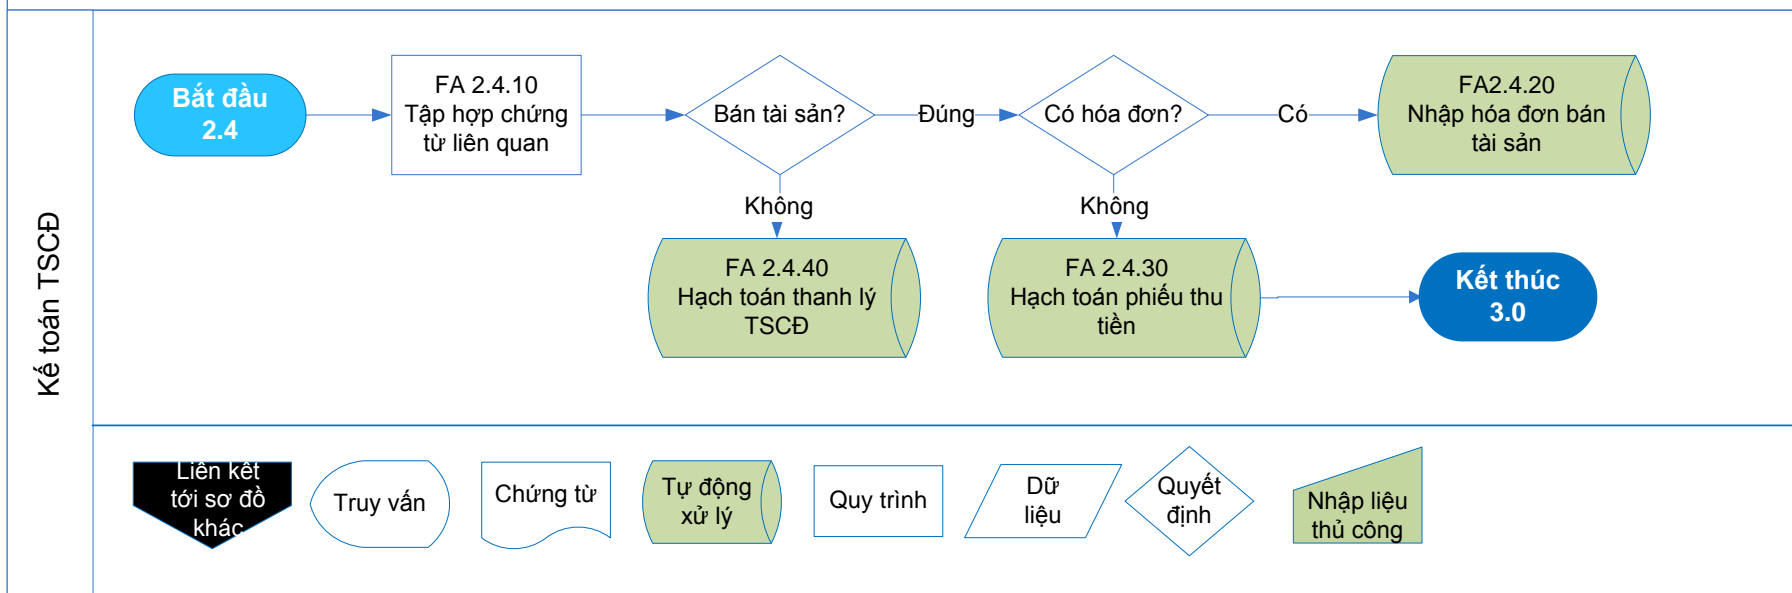 Kế toán TSCĐ
Bắt đầu
2.4
FA 2.4.10
Tập hợp chứng
từ liên quan
Bán tài sản?
Đúng
Có hóa đơn?
Có
FA2.4.20
Nhập hóa đơn bán
tài sản
Không
Không
FA 2.4.40
Hạch toán thanh lý
TSCĐ
FA 2.4.30
Hạch toán phiếu thu
tiền
Kết thúc
3.0
Liên kết
tới sơ đồ
khác
Truy vấn
Chứng từ
Tự động
xử lý
Quy trình
Dữ
liệu
Quyết
định
Nhập liệu
thủ công